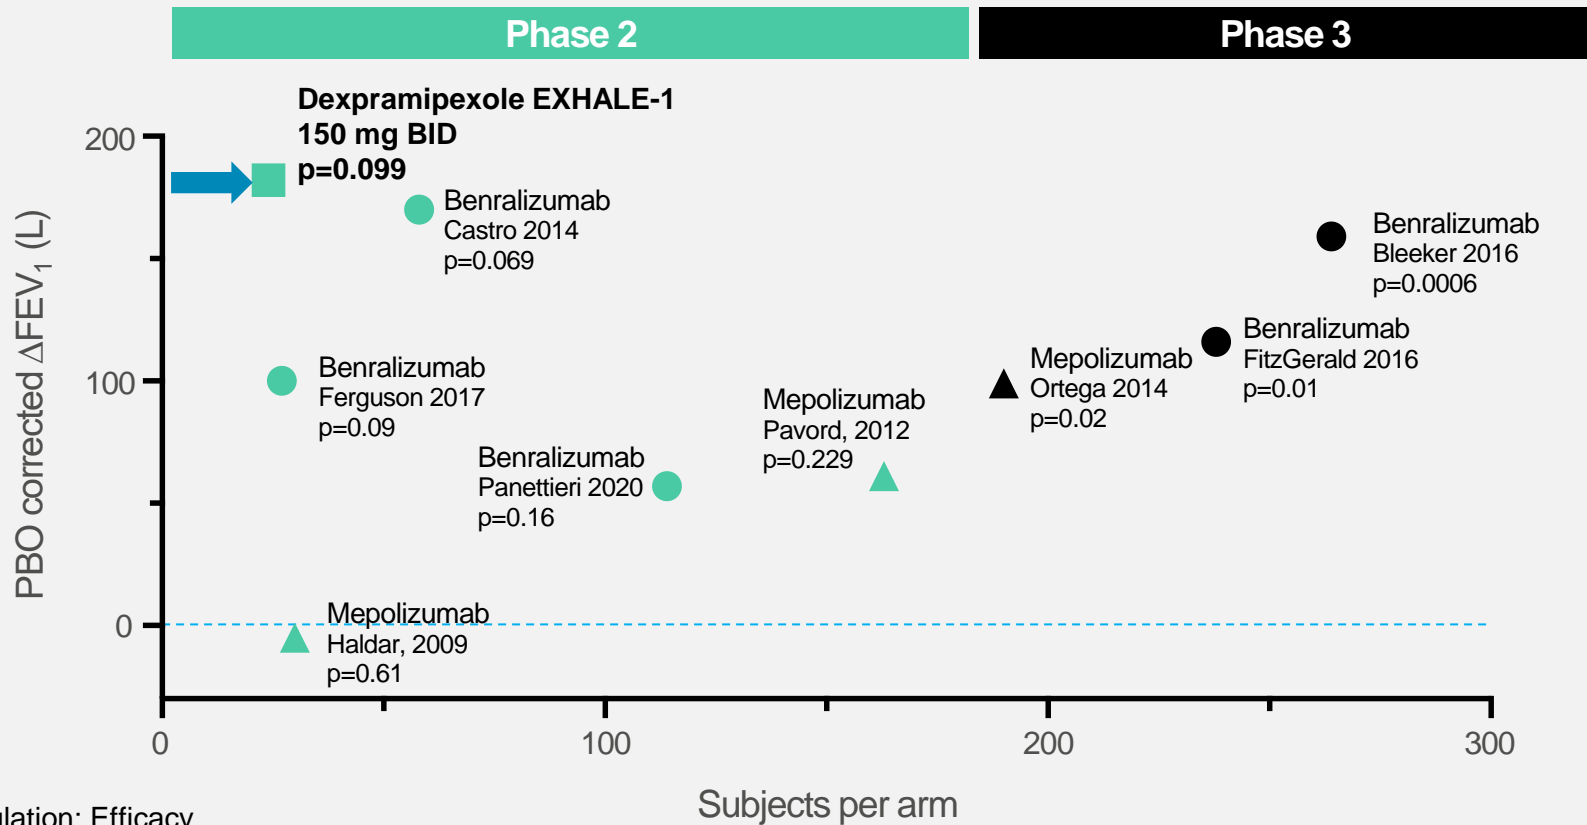 Phase 2
Phase 3
Dexpramipexole EXHALE-1
150 mg BID
p=0.099
Benralizumab
Castro 2014
p=0.069
Benralizumab
Bleeker 2016
p=0.0006
Benralizumab
FitzGerald 2016
p=0.01
Mepolizumab
Ortega 2014
p=0.02
Benralizumab
Ferguson 2017
p=0.09
Mepolizumab
Pavord, 2012
p=0.229
Benralizumab
Panettieri 2020
p=0.16
Mepolizumab
Haldar, 2009
p=0.61
PBO corrected ΔFEV₁ (L)
200
100
0
0
100
200
300
Subjects per arm
ulation: Efficacy